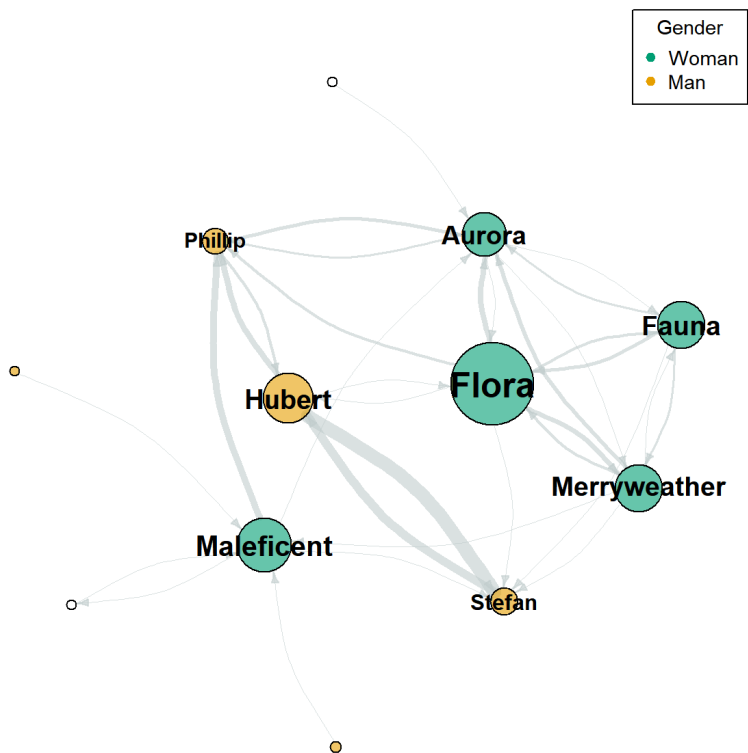 Gender
Woman
Man
Aurora
Phillip
Fauna
Flora
Hubert
Merryweather
Maleficent
Stefan